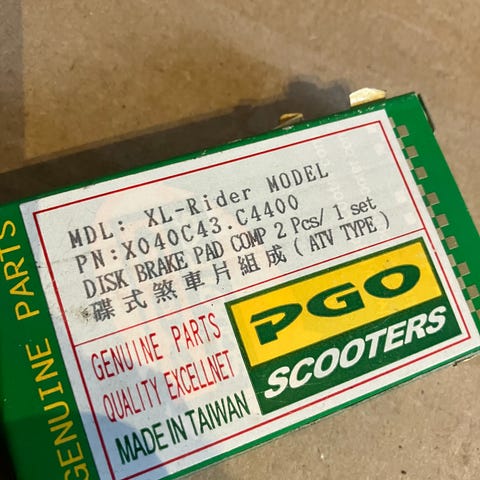 GENUINE PARTS
MDL: XL-Rider MODEL
PN:X040C43.C4400
DISK BRAKE PAD COMP 2 Pcs/ 1 set
碟式煞車片組成(ATV TYPE)
GENUINE PARTS
QUALITY EXCELLNET
MADE IN TAIWAN
PGO
SCOOTERS